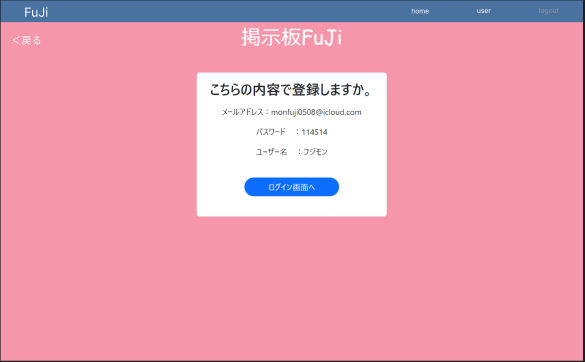 FuJi
home user logout
＜戻る
掲示板FuJi
こちらの内容で登録しますか。
メールアドレス：monfuji0508@icloud.com
パスワード ：114514
ユーザー名 ：フジモン
ログイン画面へ